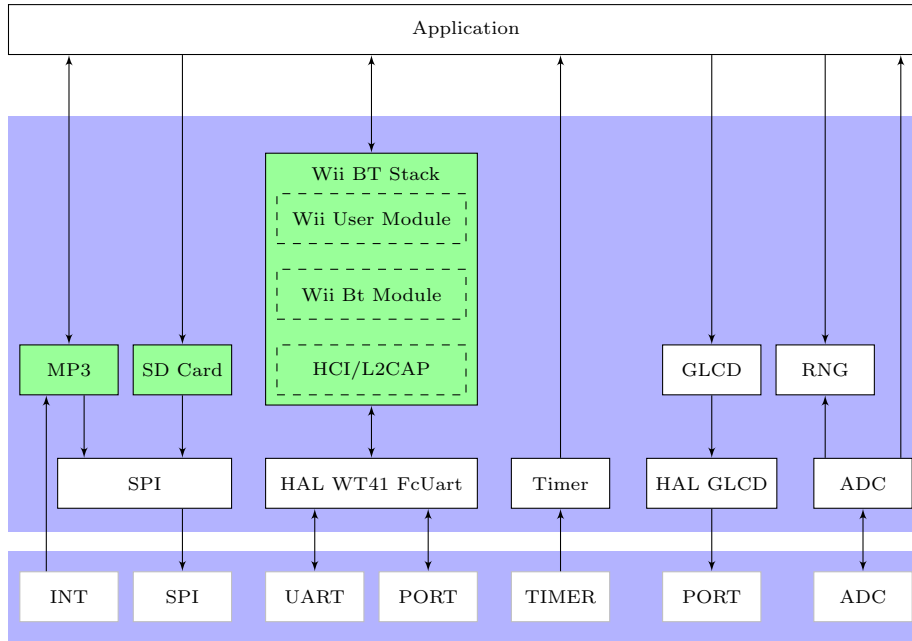 Application
Wii BT Stack
Wii User Module
Wii Bt Module
HCI/L2CAP
MP3
SD Card
GLCD
RNG
SPI
HAL WT41 FcUart
Timer
HAL GLCD
ADC
INT
SPI
UART
PORT
TIMER
PORT
ADC